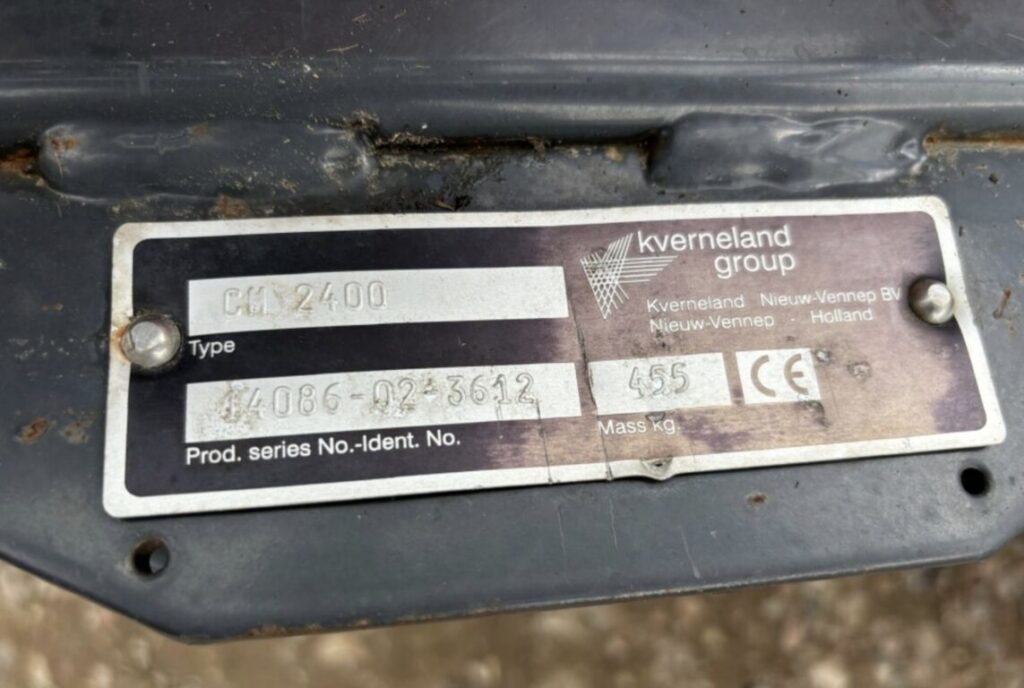 kverneland
group
Kverneland Nieuw-Vennep BV
Nieuw-Vennep - Holland
CM 2400
Type
14086-02-3612
455
CE
Prod. series No.-Ident. No.
Mass kg.